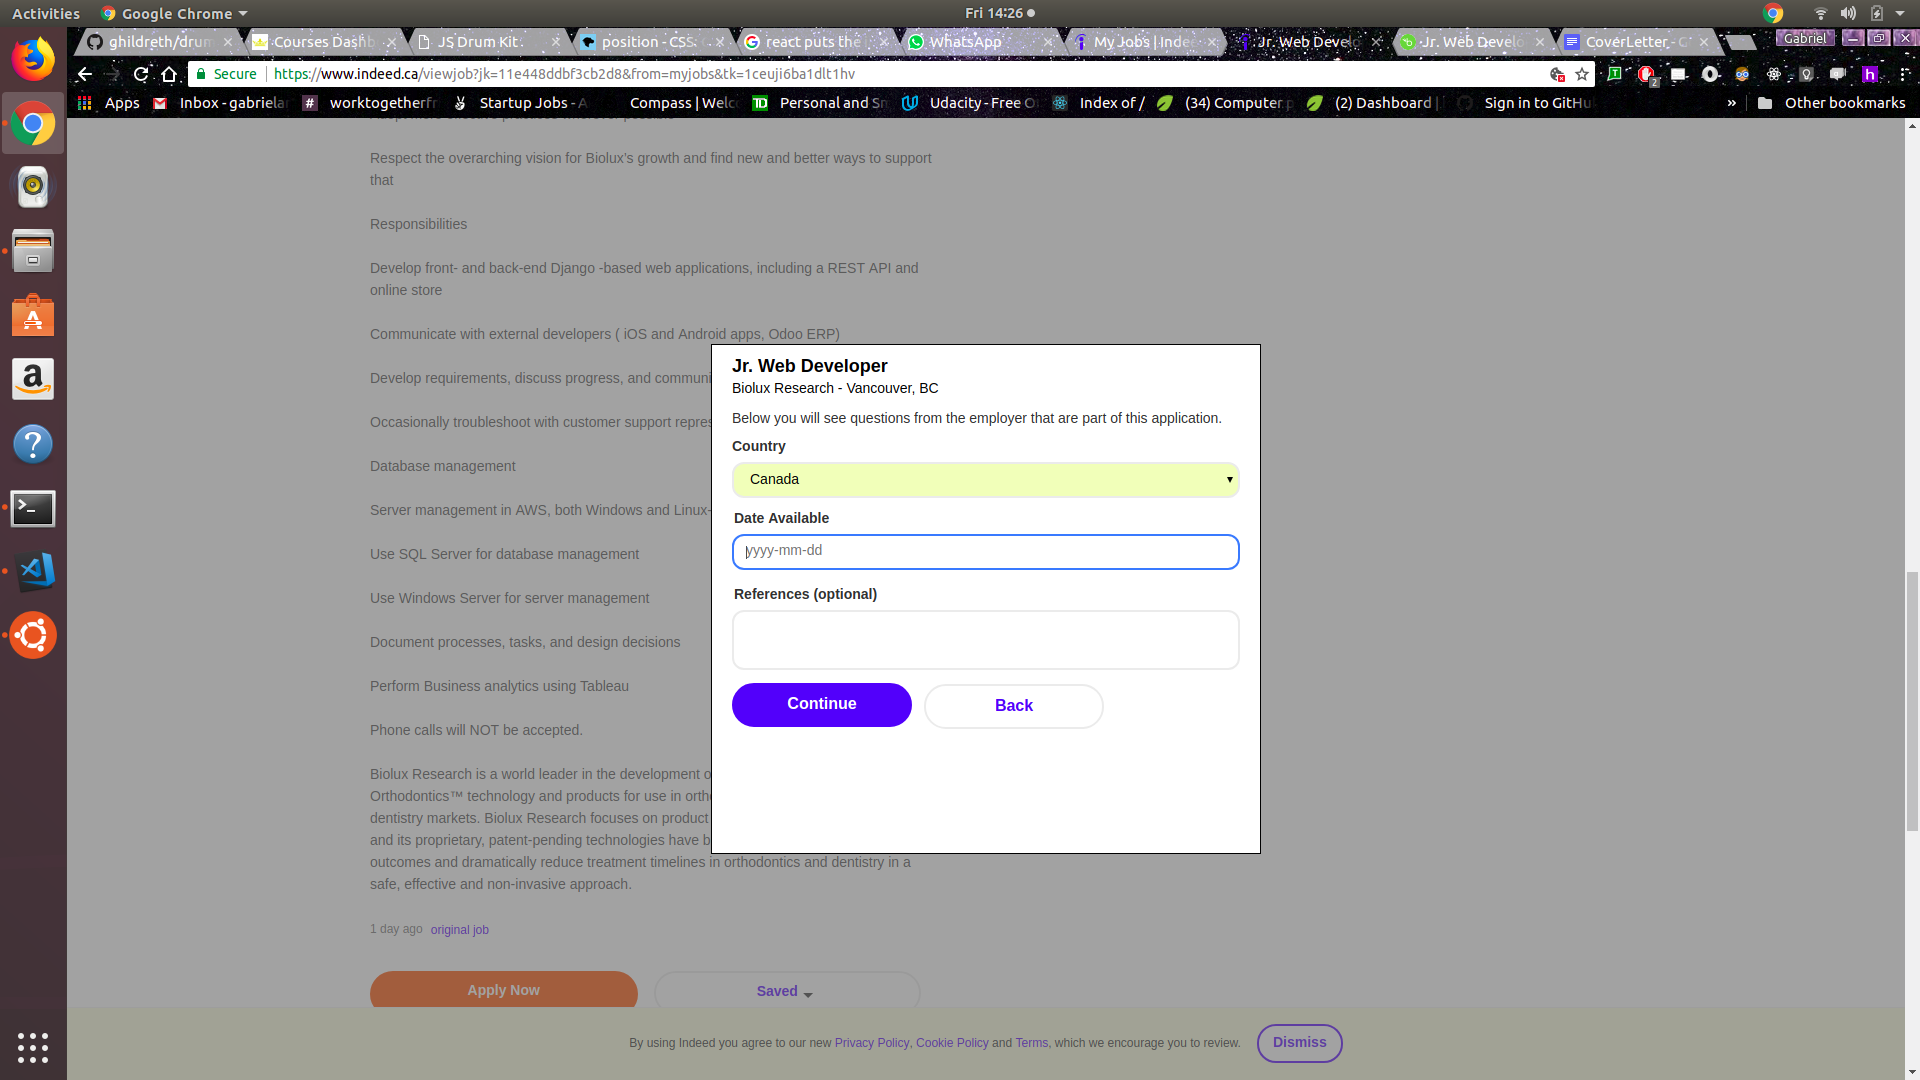 Activities
Google Chrome
Fri 14:26
ghildreth/drum
Courses Dashb
JS Drum Kit
position - CSS
react puts the
WhatsApp
My Jobs | Inde
Jr. Web Develo
Jr. Web Develo
CoverLetter - G
Gabriel
Secure
https://www.indeed.ca/viewjob?jk=11e448ddbf3cb2d8&from=myjobs&tk=1ceuji6ba1dlt1hv
2
Apps
Inbox - gabriela
worktogetherfr
Startup Jobs - A
Compass | Welc
Personal and Sm
Udacity - Free O
Index of /
(34) Computer p
(2) Dashboard |
Sign in to GitHu
»
Other bookmarks
Respect the overarching vision for Biolux's growth and find new and better ways to support
that
Responsibilities
Develop front- and back-end Django -based web applications, including a REST API and
online store
Communicate with external developers ( iOS and Android apps, Odoo ERP)
Develop requirements, discuss progress, and communi
Occasionally troubleshoot with customer support repres
Database management
Server management in AWS, both Windows and Linux-
Use SQL Server for database management
Use Windows Server for server management
Document processes, tasks, and design decisions
Perform Business analytics using Tableau
Phone calls will NOT be accepted.
Biolux Research is a world leader in the development o
Orthodontics™ technology and products for use in ortho
dentistry markets. Biolux Research focuses on product
and its proprietary, patent-pending technologies have b
outcomes and dramatically reduce treatment timelines in orthodontics and dentistry in a
safe, effective and non-invasive approach.
1 day ago original job
Apply Now
Saved
Jr. Web Developer
Biolux Research - Vancouver, BC
Below you will see questions from the employer that are part of this application.
Country
Canada
Date Available
yyyy-mm-dd
References (optional)
Continue
Back
By using Indeed you agree to our new Privacy Policy, Cookie Policy and Terms, which we encourage you to review.
Dismiss